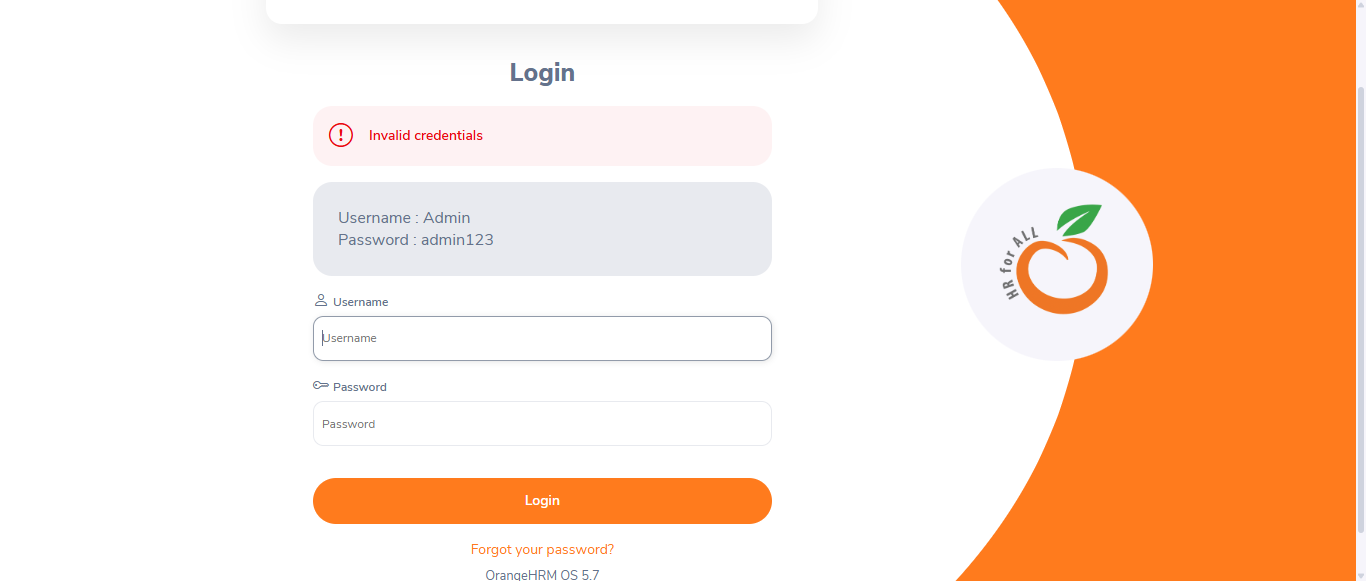 Login
Invalid credentials
Username : Admin
Password : admin123
Username
Username
Password
Password
Login
Forgot your password?
OrangeHRM OS 5.7
HR for ALL